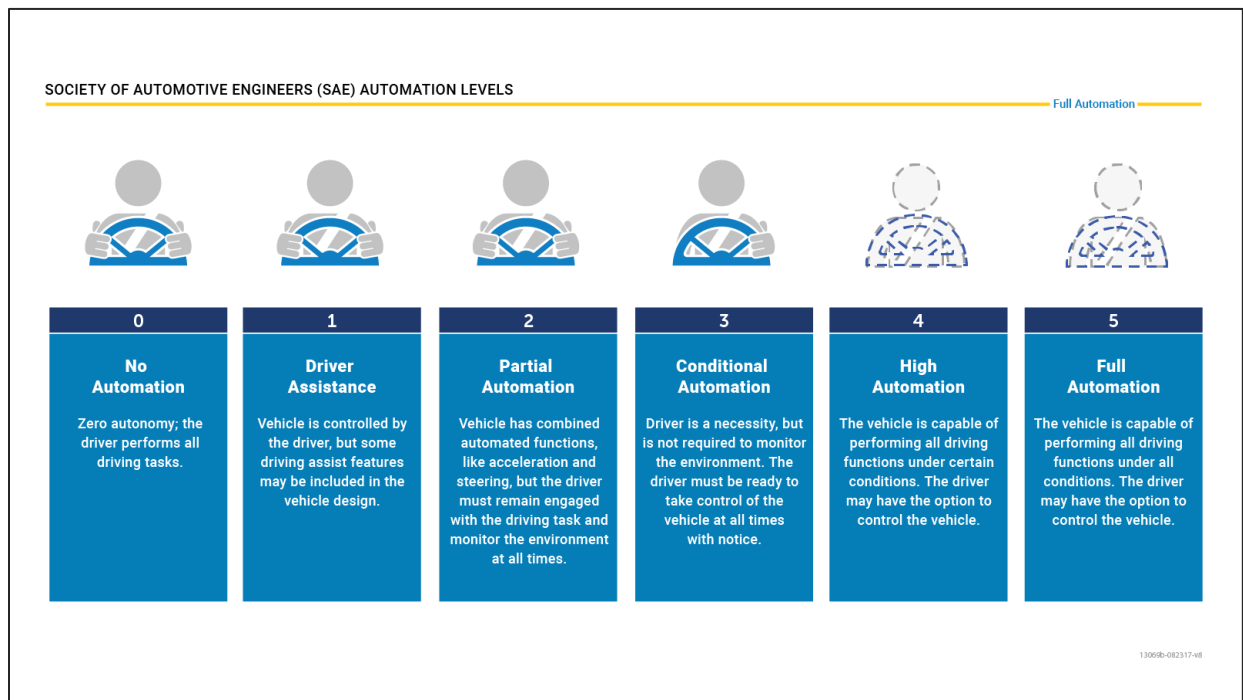 SOCIETY OF AUTOMOTIVE ENGINEERS (SAE) AUTOMATION LEVELS
Full Automation
0
No
Automation
Zero autonomy; the
driver performs all
driving tasks.
1
Driver
Assistance
Vehicle is controlled by
the driver, but some
driving assist features
may be included in the
vehicle design.
2
Partial
Automation
Vehicle has combined
automated functions,
like acceleration and
steering, but the driver
must remain engaged
with the driving task and
monitor the environment
at all times.
3
Conditional
Automation
Driver is a necessity, but
is not required to monitor
the environment. The
driver must be ready to
take control of the
vehicle at all times
with notice.
4
High
Automation
The vehicle is capable of
performing all driving
functions under certain
conditions. The driver
may have the option to
control the vehicle.
5
Full
Automation
The vehicle is capable of
performing all driving
functions under all
conditions. The driver
may have the option to
control the vehicle.
13069b-082317-v8